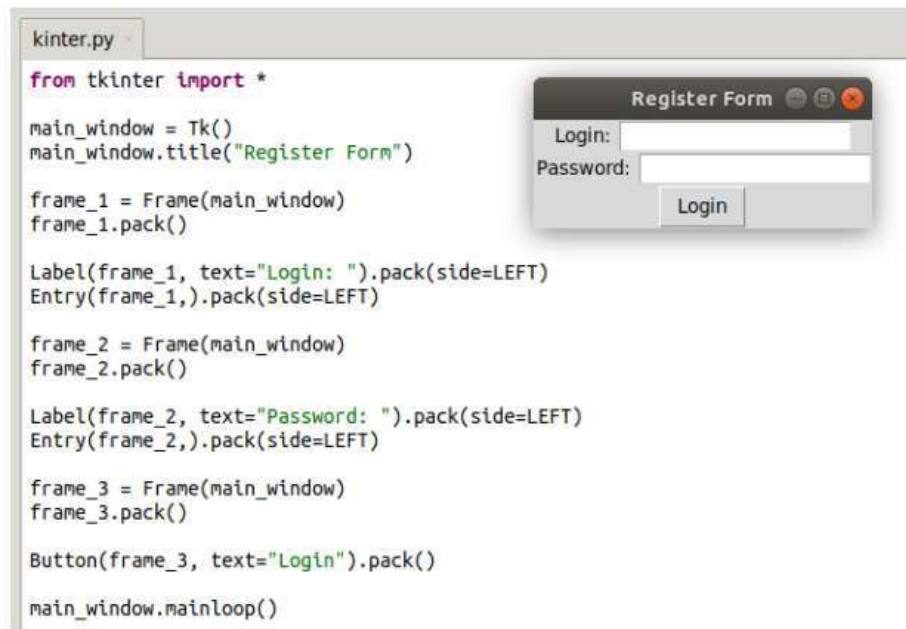 kinter.py
from tkinter import *
main_window = Tk()
main_window.title("Register Form")
frame_1 = Frame(main_window)
frame_1.pack()
Label(frame_1, text="Login: ").pack(side=LEFT)
Entry(frame_1,).pack(side=LEFT)
frame_2 = Frame(main_window)
frame_2.pack()
Label(frame_2, text="Password: ").pack(side=LEFT)
Entry(frame_2,).pack(side=LEFT)
frame_3 = Frame(main_window)
frame_3.pack()
Button(frame_3, text="Login").pack()
main_window.mainloop()
Register Form
Login:
Password:
Login